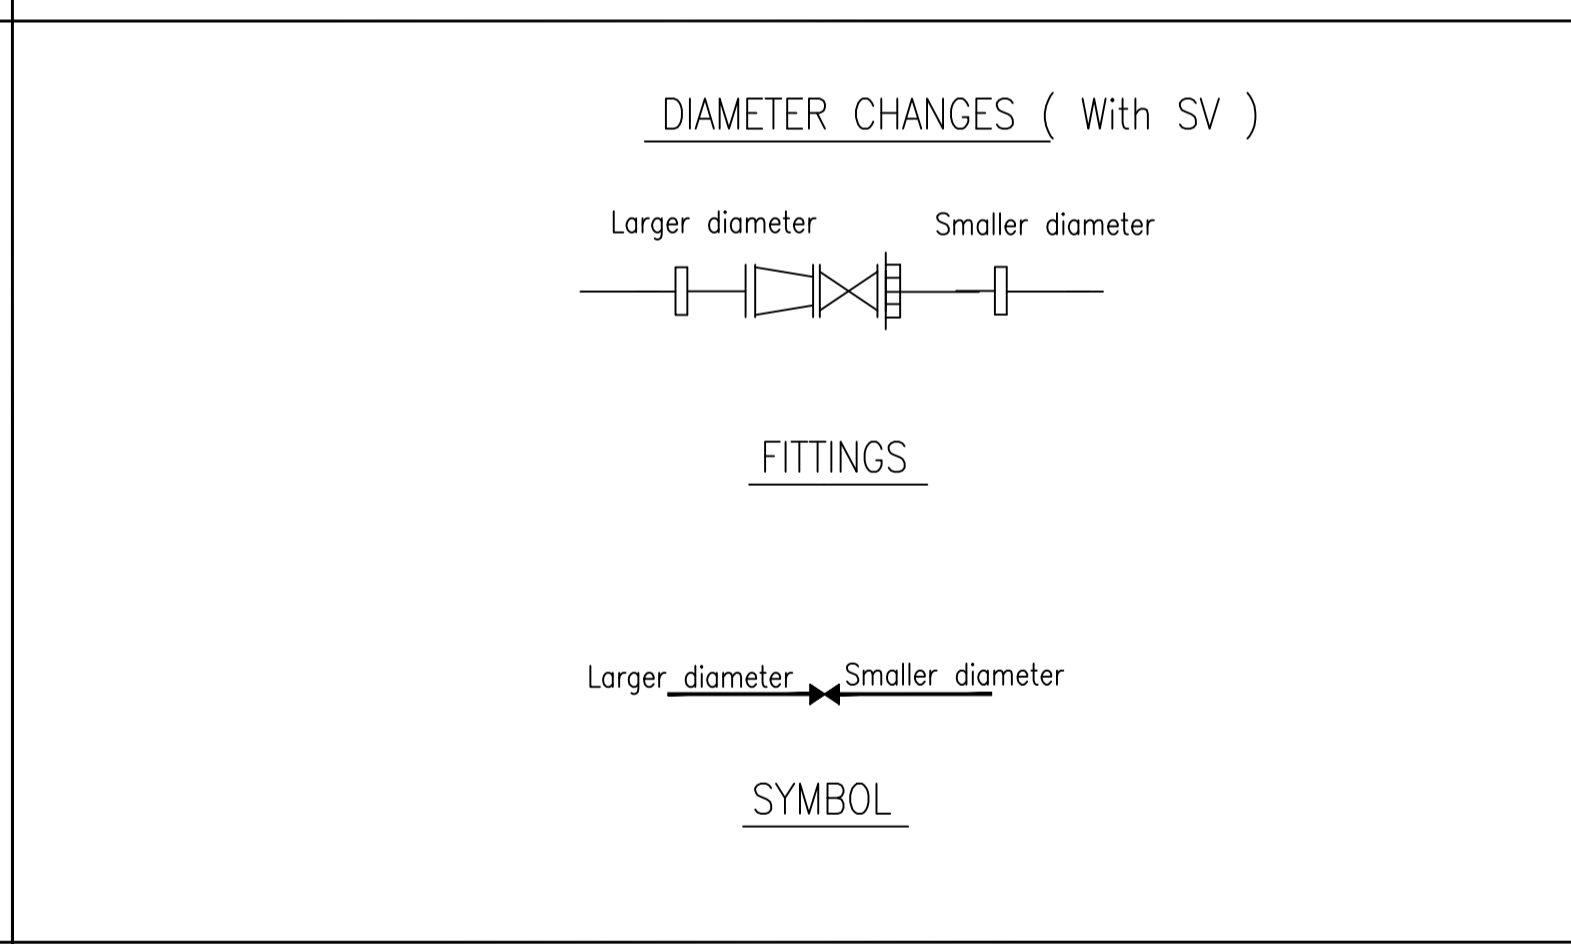 DIAMETER CHANGES ( With SV )
Larger diameter Smaller diameter
FITTINGS
Larger diameter Smaller diameter
SYMBOL